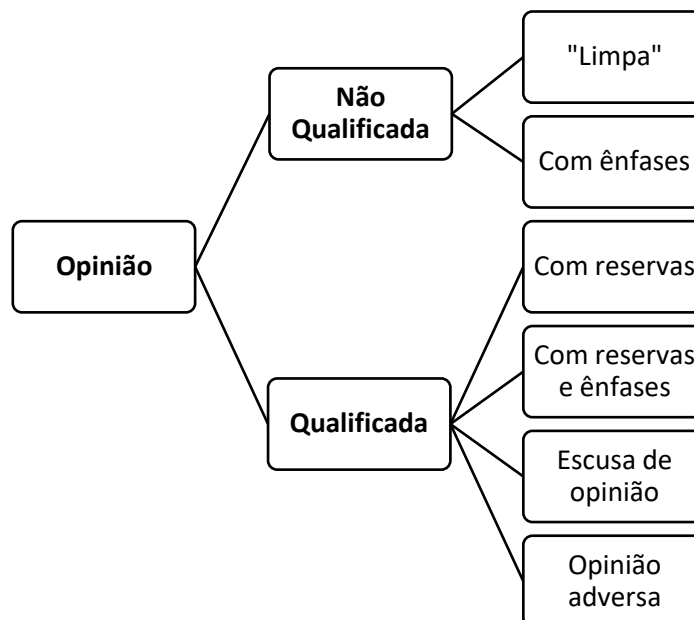 Opinião
Não
Qualificada
"Limpa"
Com ênfases
Qualificada
Com reservas
Com reservas
e ênfases
Escusa de
opinião
Opinião
adversa